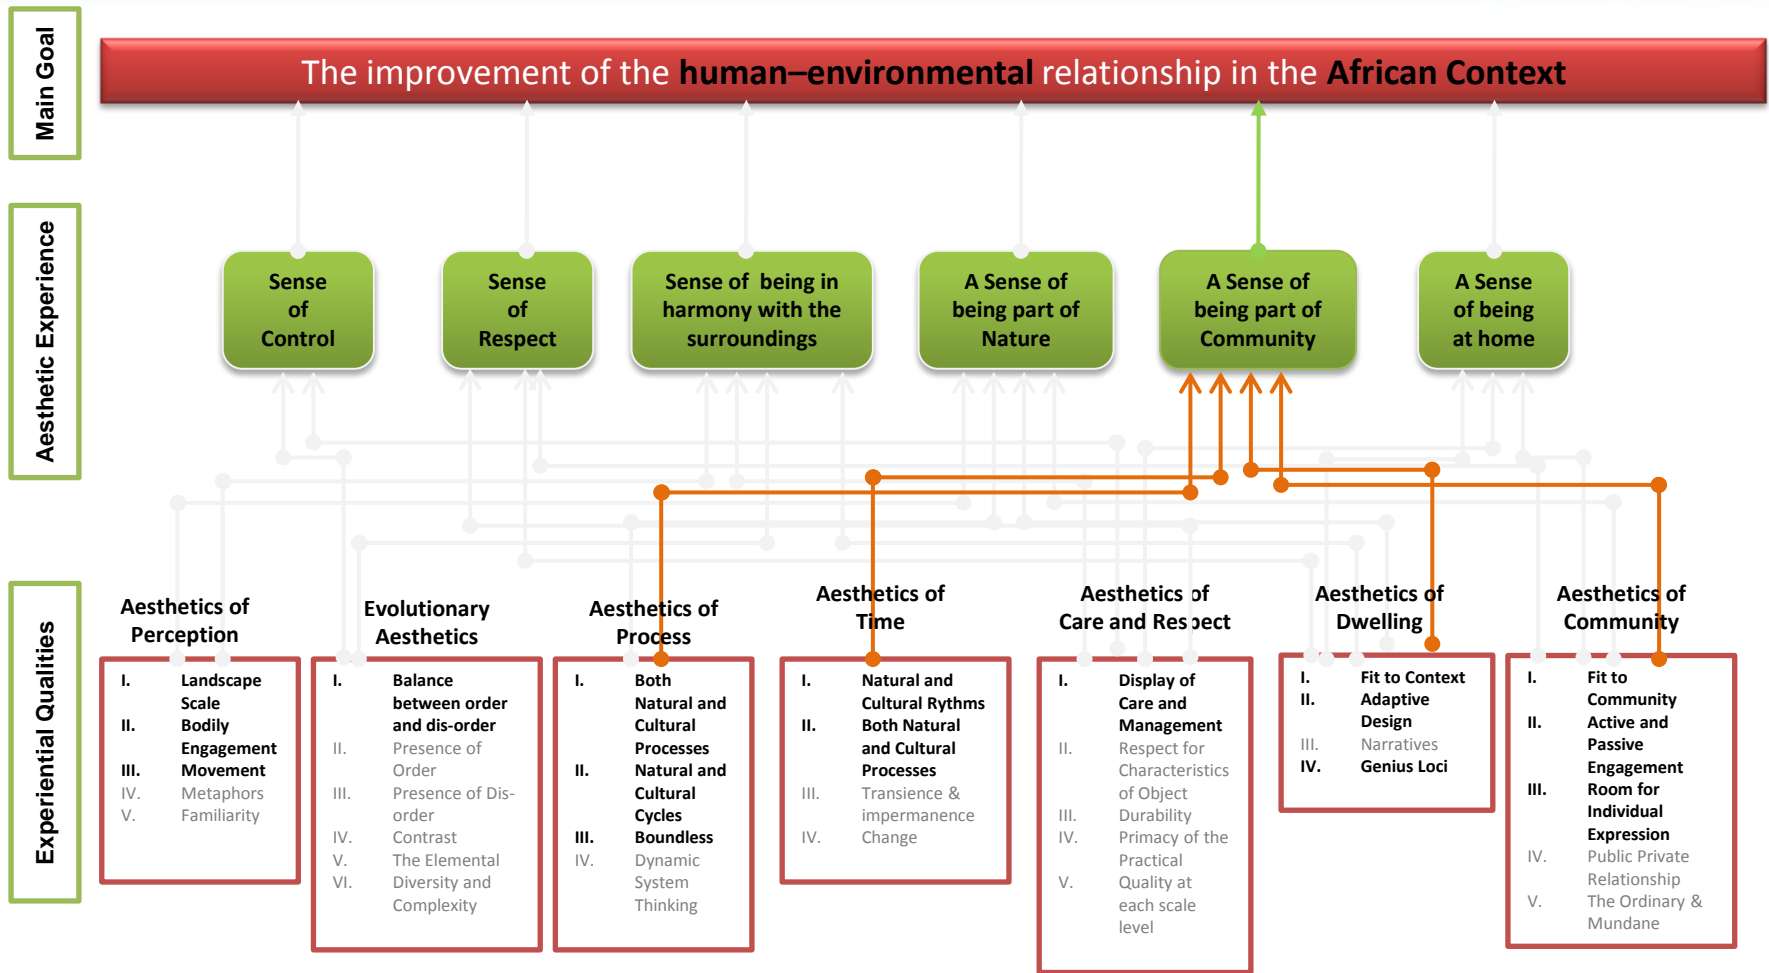 Main Goal
The improvement of the human–environmental relationship in the African Context
Aesthetic Experience
Sense
of
Control
Sense
of
Respect
Sense of being in
harmony with the
surroundings
A Sense of
being part of
Nature
A Sense of
being part of
Community
A Sense
of being
at home
Experiential Qualities
Aesthetics of
Perception
I. Landscape
Scale
II. Bodily
Engagement
III. Movement
IV. Metaphors
V. Familiarity
Evolutionary
Aesthetics
I. Balance
between order
and dis-order
II. Presence of
Order
III. Presence of Dis-
order
IV. Contrast
V. The Elemental
VI. Diversity and
Complexity
Aesthetics of
Process
I. Both
Natural and
Cultural
Processes
II. Natural and
Cultural
Cycles
III. Boundless
IV. Dynamic
System
Thinking
Aesthetics of
Time
I. Natural and
Cultural Rythms
II. Both Natural
and Cultural
Processes
III. Transience &
impermanence
IV. Change
Aesthetics of
Care and Respect
I. Display of
Care and
Management
II. Respect for
Characteristics
of Object
III. Durability
IV. Primacy of the
Practical
V. Quality at
each scale
level
Aesthetics of
Dwelling
I. Fit to Context
II. Adaptive
Design
III. Narratives
IV. Genius Loci
Aesthetics of
Community
I. Fit to
Community
II. Active and
Passive
Engagement
III. Room for
Individual
Expression
IV. Public Private
Relationship
V. The Ordinary &
Mundane